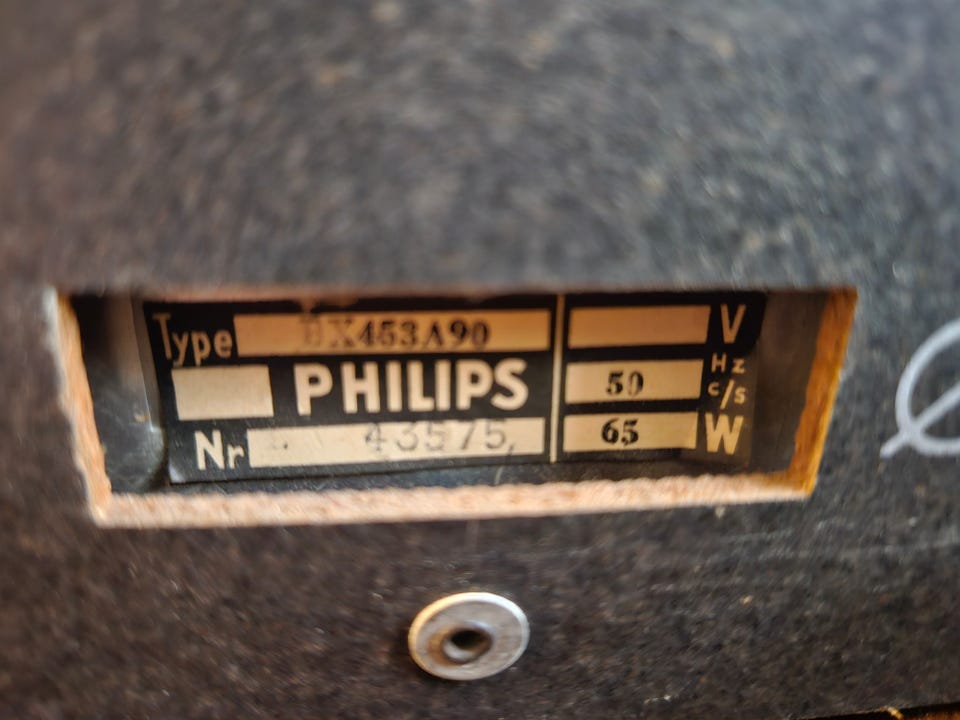 Type BX453A90 V
PHILIPS 50 Hz c/s
Nr L 43575 65 W